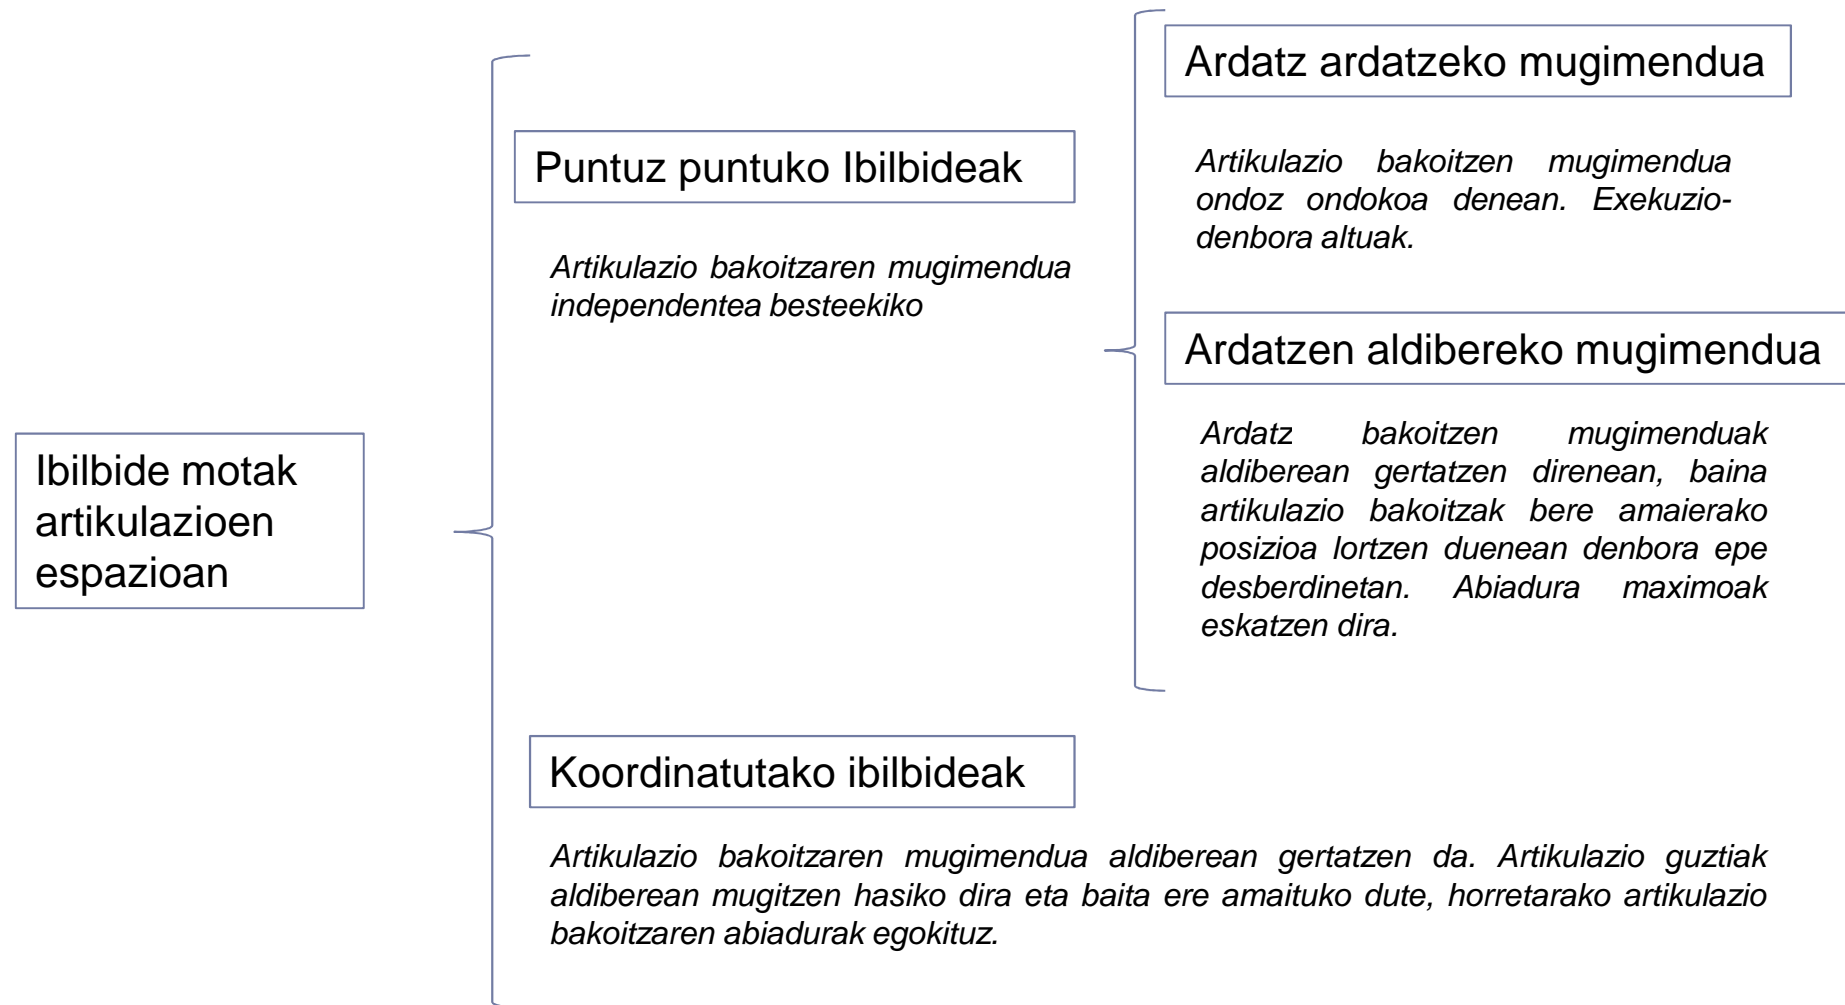 Ibilbide motak
artikulazioen
espazioan
Puntuz puntuko Ibilbideak
Artikulazio bakoitzaren mugimendua
independentea besteekiko
Ardatz ardatzeko mugimendua
Artikulazio bakoitzen mugimendua
ondoz ondokoa denean. Exekuzio-
denbora altuak.
Ardatzen aldibereko mugimendua
Ardatz bakoitzen mugimenduak
aldiberean gertatzen direnean, baina
artikulazio bakoitzak bere amaierako
posizioa lortzen duenean denbora epe
desberdinetan. Abiadura maximoak
eskatzen dira.
Koordinatutako ibilbideak
Artikulazio bakoitzaren mugimendua aldiberean gertatzen da. Artikulazio guztiak
aldiberean mugitzen hasiko dira eta baita ere amaituko dute, horretarako artikulazio
bakoitzaren abiadurak egokituz.